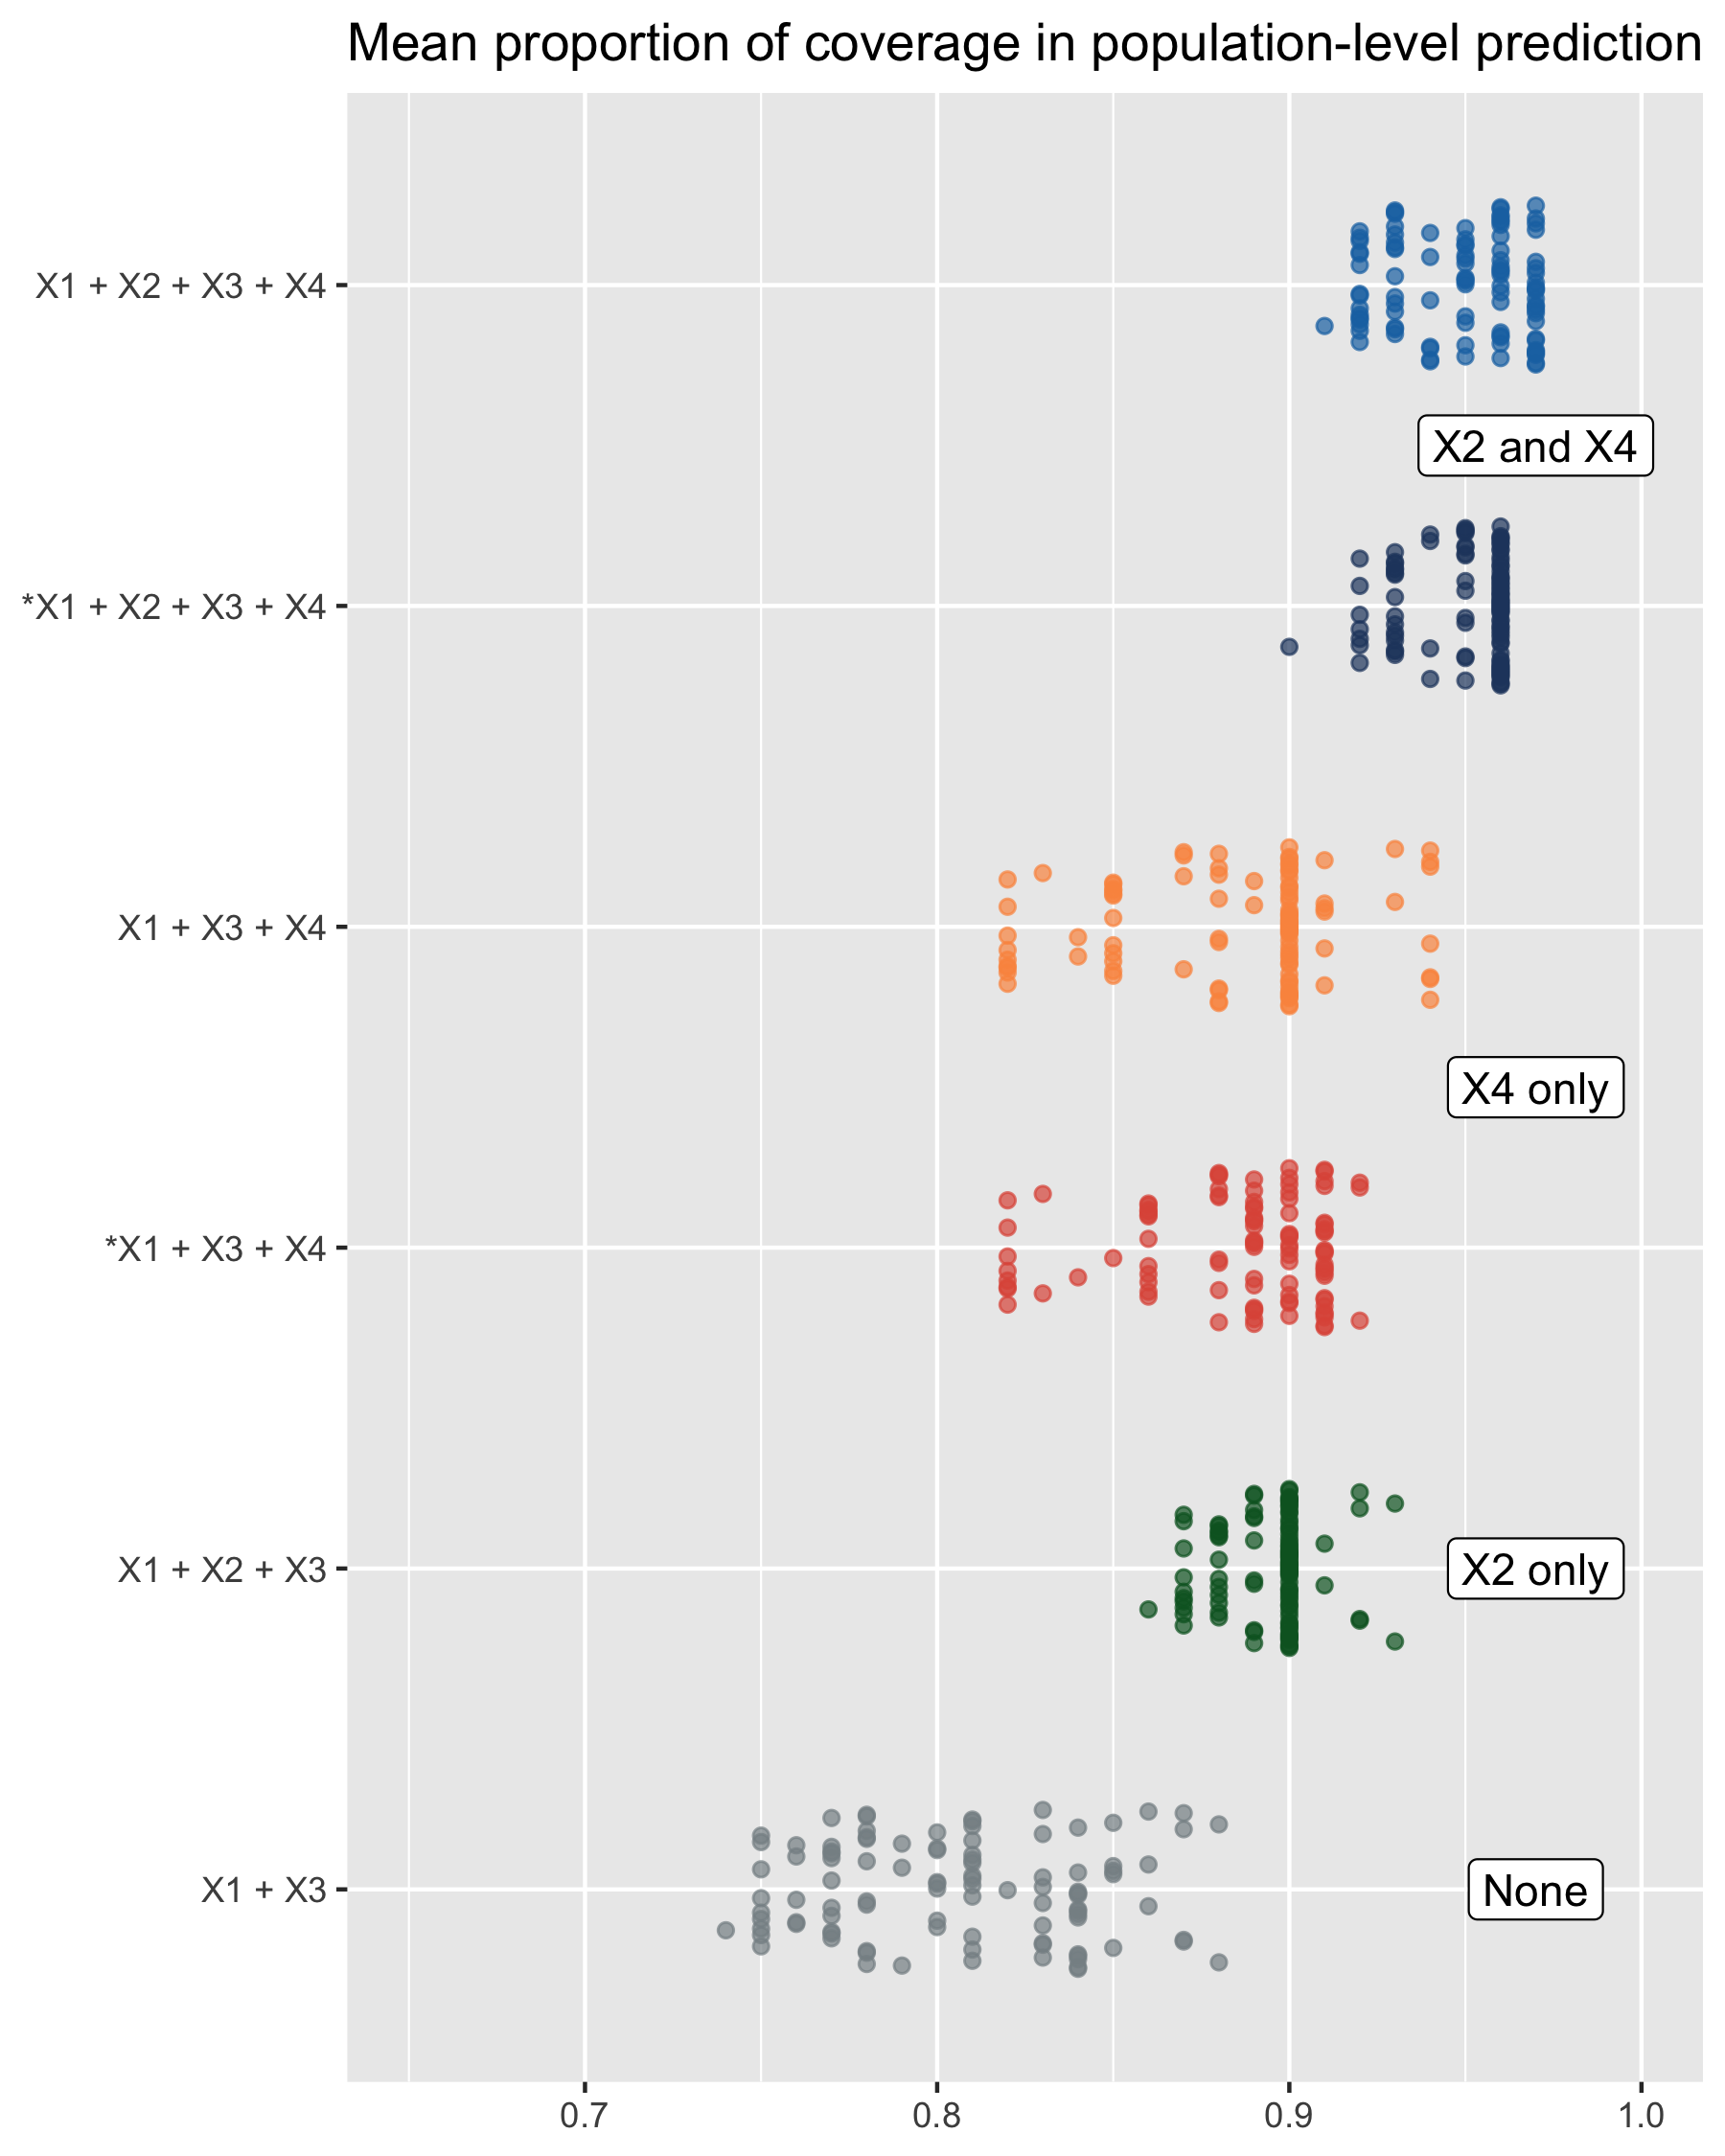 Mean proportion of coverage in population-level prediction
X1 + X2 + X3 + X4
X2 and X4
*X1 + X2 + X3 + X4
X1 + X3 + X4
X4 only
*X1 + X3 + X4
X1 + X2 + X3
X2 only
X1 + X3
None
0.7 0.8 0.9 1.0